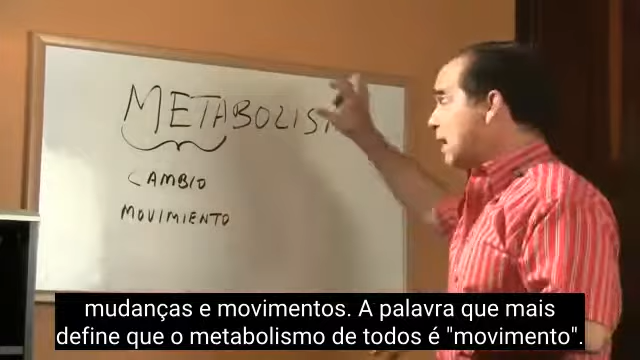 METABOLIS
CAMBIO
MOVIMIENTO
mudanças e movimentos. A palavra que mais
define que o metabolismo de todos é "movimento".